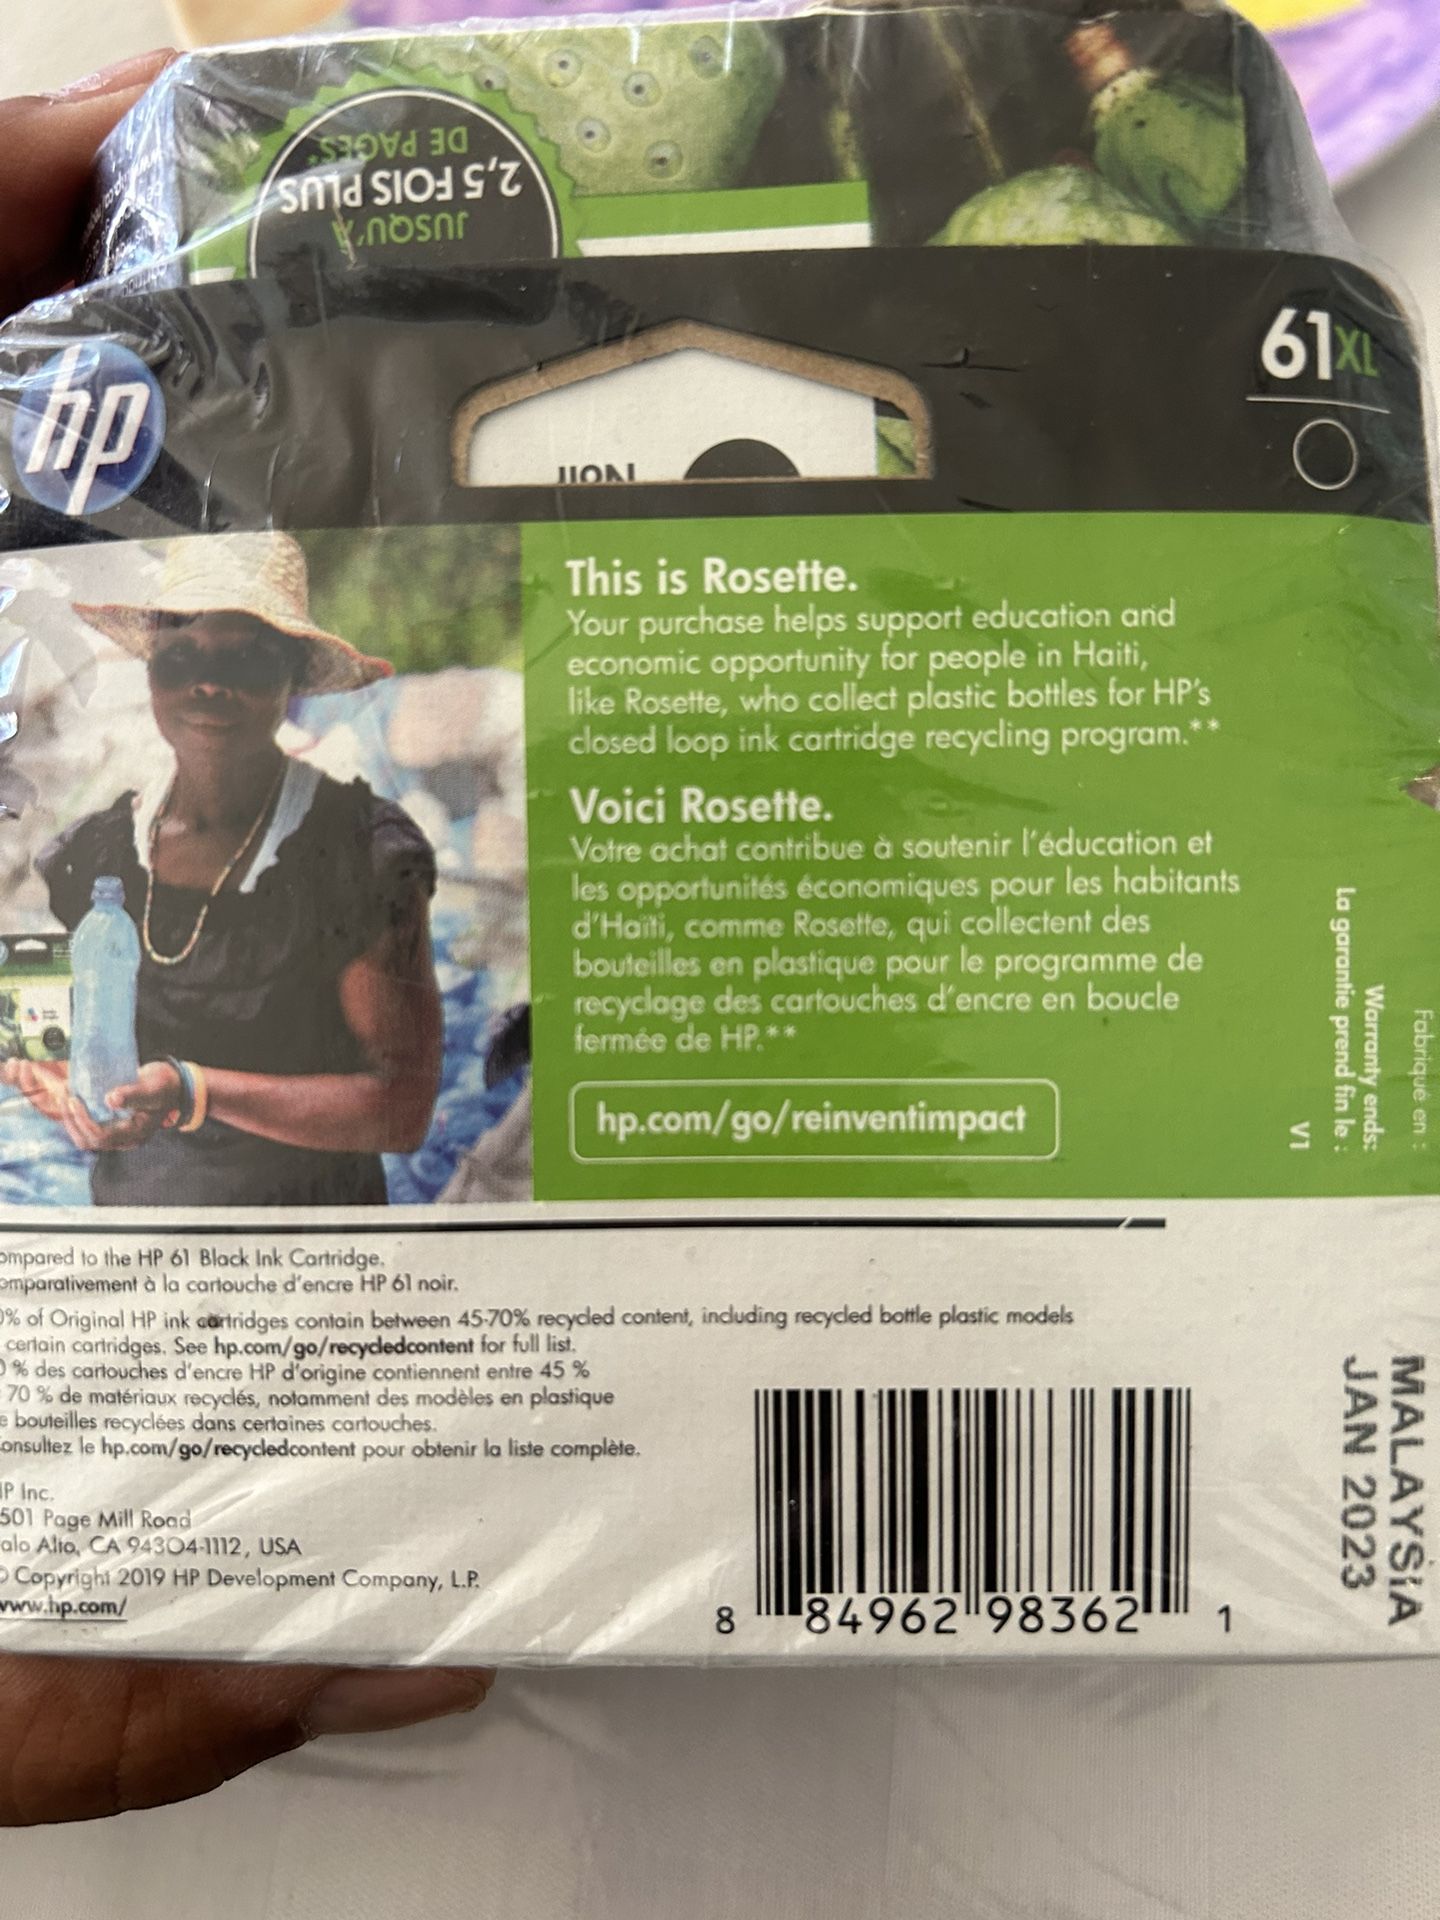 JUSQU'À
2,5 FOIS PLUS
DE PAGES*
hp
61XL
NOIR
This is Rosette.
Your purchase helps support education and
economic opportunity for people in Haiti,
like Rosette, who collect plastic bottles for HP's
closed loop ink cartridge recycling program.**
Voici Rosette.
Votre achat contribue à soutenir l'éducation et
les opportunités économiques pour les habitants
d'Haïti, comme Rosette, qui collectent des
bouteilles en plastique pour le programme de
recyclage des cartouches d'encre en boucle
fermée de HP.**
hp.com/go/reinventimpact
Fabriqué en :
Warranty ends:
La garantie prend fin le :
V1
compared to the HP 61 Black Ink Cartridge.
comparativement à la cartouche d'encre HP 61 noir.
0% of Original HP ink cartridges contain between 45-70% recycled content, including recycled bottle plastic models
certain cartridges. See hp.com/go/recycledcontent for full list.
0 % des cartouches d'encre HP d'origine contiennent entre 45 %
70 % de matériaux recyclés, notamment des modèles en plastique
e bouteilles recyclées dans certaines cartouches.
Consultez le hp.com/go/recycledcontent pour obtenir la liste complète.
HP Inc.
501 Page Mill Road
alo Alto, CA 94304-1112, USA
© Copyright 2019 HP Development Company, L.P.
www.hp.com/
8 84962 98362 1
MALAYSiA
JAN 2023